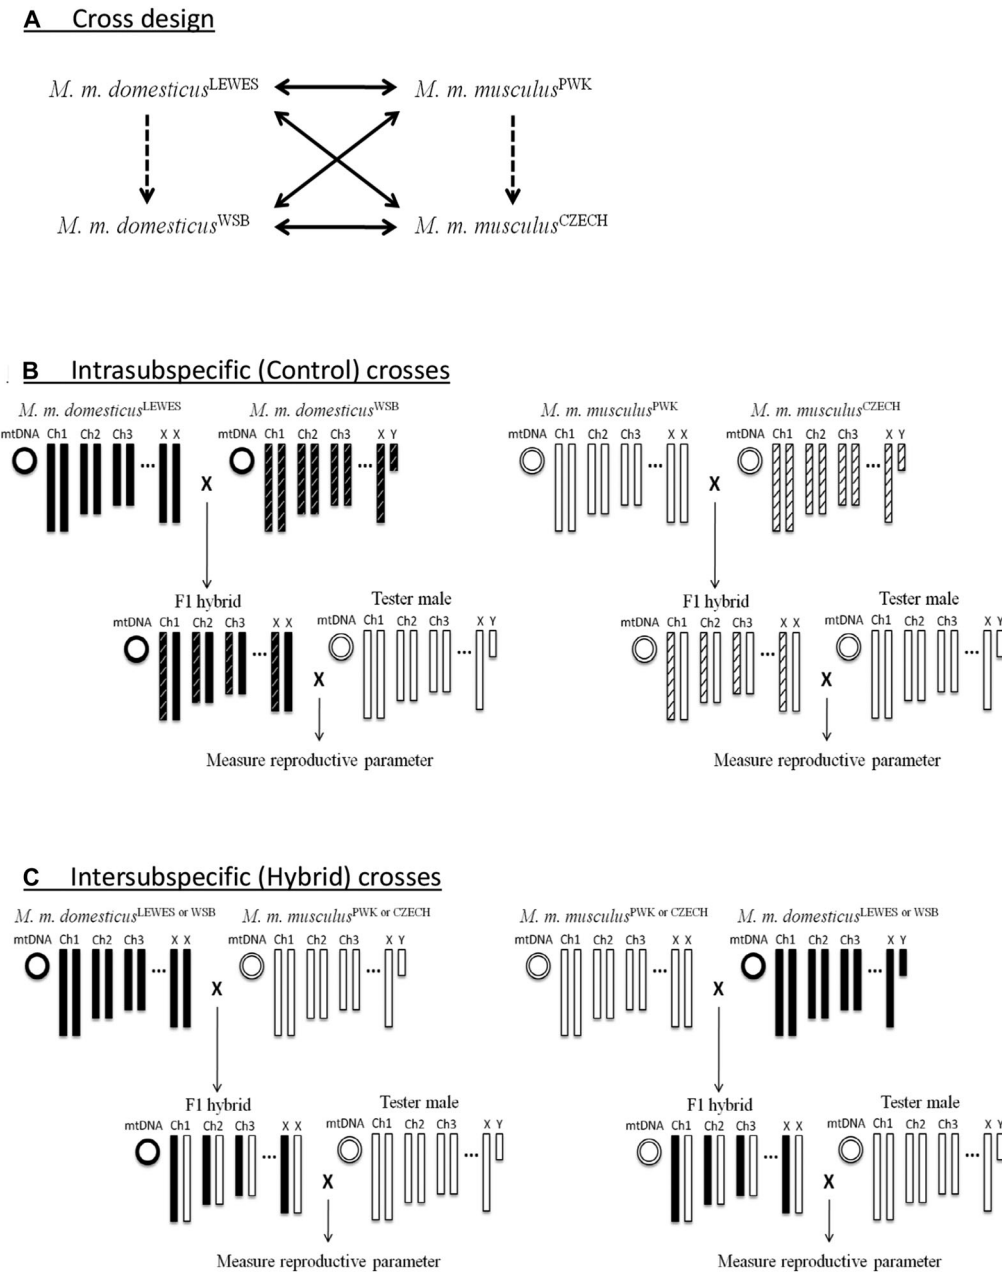 A Cross design
M. m. domesticusLEWES M. m. musculusPWK
M. m. domesticusWSB M. m. musculusCZECH
B Intrasubspecific (Control) crosses
M. m. domesticusLEWES M. m. domesticusWSB M. m. musculusPWK M. m. musculusCZECH
mtDNA Ch1 Ch2 Ch3 X X mtDNA Ch1 Ch2 Ch3 X Y mtDNA Ch1 Ch2 Ch3 X X mtDNA Ch1 Ch2 Ch3 X Y
... ... ... ...
X X
F1 hybrid Tester male F1 hybrid Tester male
mtDNA Ch1 Ch2 Ch3 X X mtDNA Ch1 Ch2 Ch3 X Y mtDNA Ch1 Ch2 Ch3 X X mtDNA Ch1 Ch2 Ch3 X Y
... ... ... ...
X X
Measure reproductive parameter Measure reproductive parameter
C Intersubspecific (Hybrid) crosses
M. m. domesticusLEWES or WSB M. m. musculusPWK or CZECH M. m. musculusPWK or CZECH M. m. domesticusLEWES or WSB
mtDNA Ch1 Ch2 Ch3 X X mtDNA Ch1 Ch2 Ch3 X Y mtDNA Ch1 Ch2 Ch3 X X mtDNA Ch1 Ch2 Ch3 X Y
... ... ... ...
X X
F1 hybrid Tester male F1 hybrid Tester male
mtDNA Ch1 Ch2 Ch3 X X mtDNA Ch1 Ch2 Ch3 X Y mtDNA Ch1 Ch2 Ch3 X X mtDNA Ch1 Ch2 Ch3 X Y
... ... ... ...
X X
Measure reproductive parameter Measure reproductive parameter